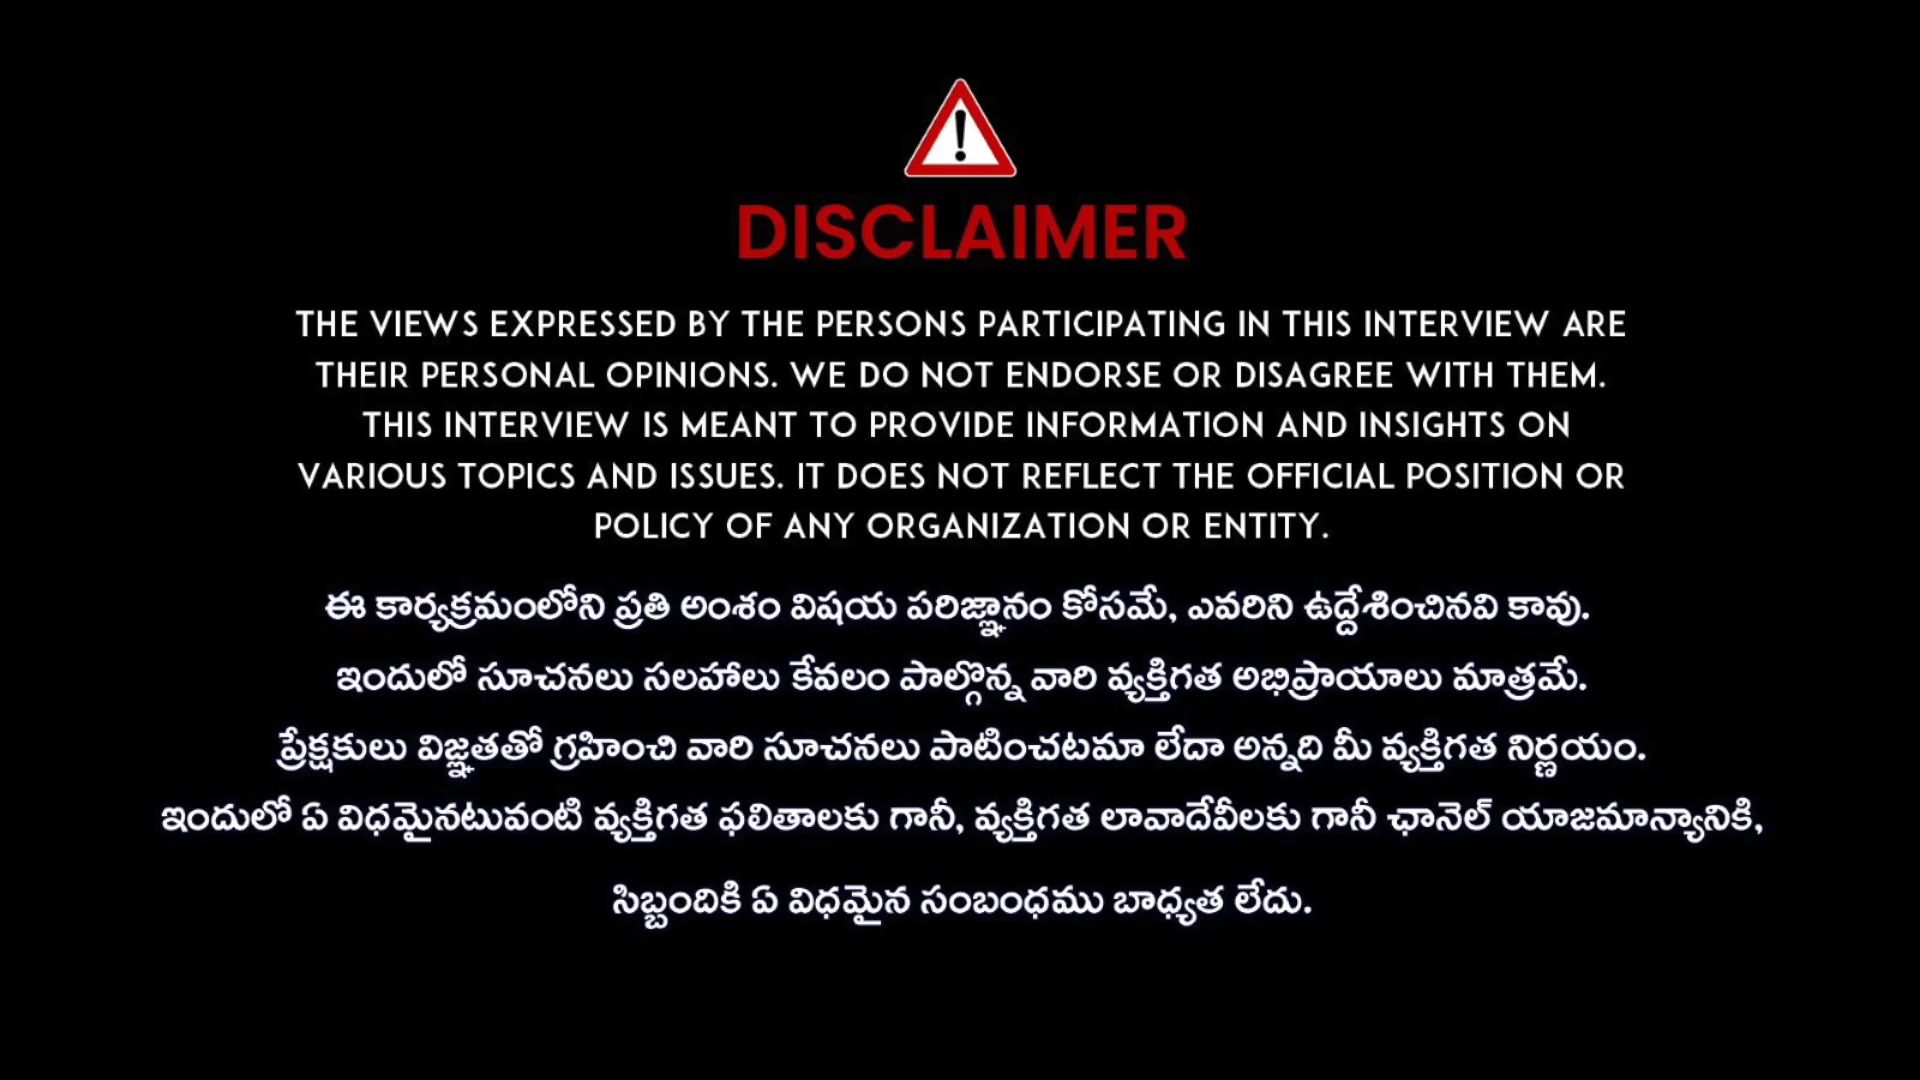 DISCLAIMER
THE VIEWS EXPRESSED BY THE PERSONS PARTICIPATING IN THIS INTERVIEW ARE
THEIR PERSONAL OPINIONS. WE DO NOT ENDORSE OR DISAGREE WITH THEM.
THIS INTERVIEW IS MEANT TO PROVIDE INFORMATION AND INSIGHTS ON
VARIOUS TOPICS AND ISSUES. IT DOES NOT REFLECT THE OFFICIAL POSITION OR
POLICY OF ANY ORGANIZATION OR ENTITY.
ఈ కార్యక్రమంలోని ప్రతి అంశం విషయ పరిజ్ఞానం కోసమే, ఎవరిని ఉద్దేశించినవి కావు.
ఇందులో సూచనలు సలహాలు కేవలం పాల్గొన్న వారి వ్యక్తిగత అభిప్రాయాలు మాత్రమే.
ప్రేక్షకులు విజ్ఞతతో గ్రహించి వారి సూచనలు పాటించటమా లేదా అన్నది మీ వ్యక్తిగత నిర్ణయం.
ఇందులో ఏ విధమైనటువంటి వ్యక్తిగత ఫలితాలకు గానీ, వ్యక్తిగత లావాదేవీలకు గానీ ఛానెల్ యాజమాన్యానికి,
సిబ్బందికి ఏ విధమైన సంబంధము బాధ్యత లేదు.